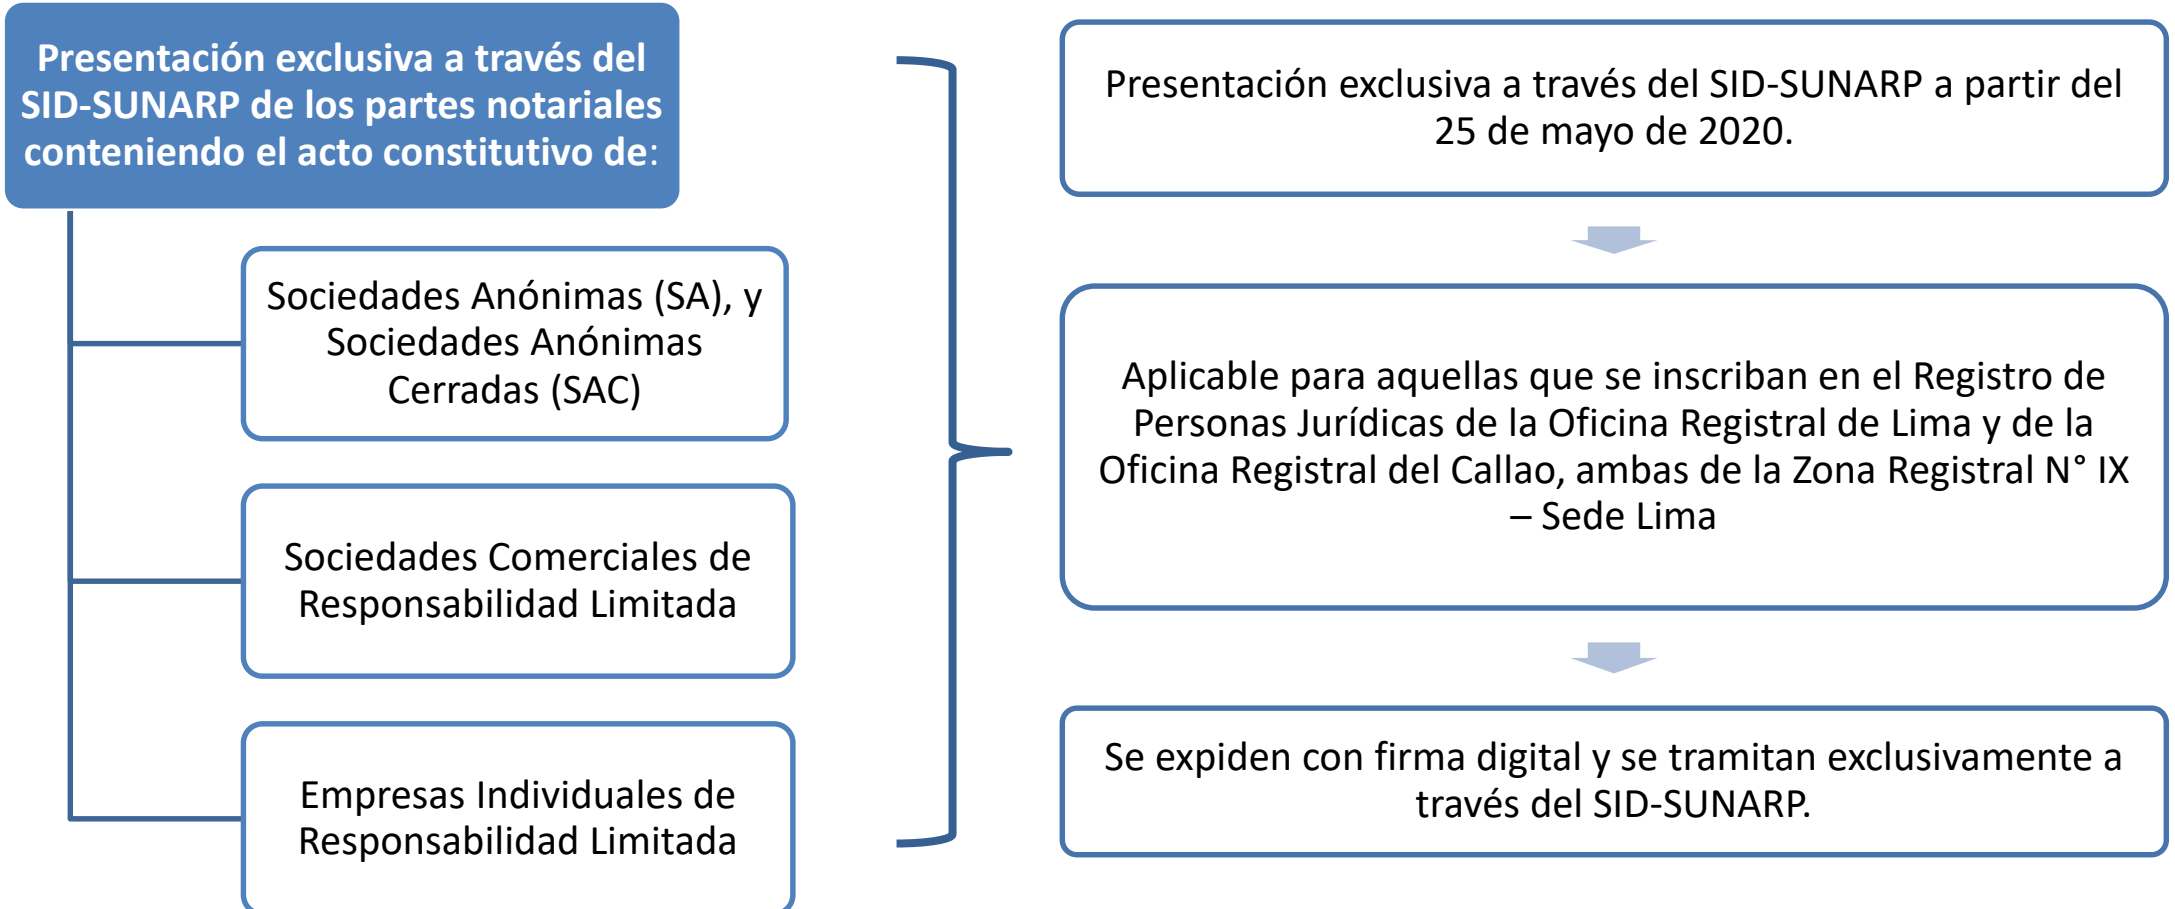 Presentación exclusiva a través del
SID-SUNARP de los partes notariales
conteniendo el acto constitutivo de:
Sociedades Anónimas (SA), y
Sociedades Anónimas
Cerradas (SAC)
Sociedades Comerciales de
Responsabilidad Limitada
Empresas Individuales de
Responsabilidad Limitada
Presentación exclusiva a través del SID-SUNARP a partir del
25 de mayo de 2020.
Aplicable para aquellas que se inscriban en el Registro de
Personas Jurídicas de la Oficina Registral de Lima y de la
Oficina Registral del Callao, ambas de la Zona Registral N° IX
– Sede Lima
Se expiden con firma digital y se tramitan exclusivamente a
través del SID-SUNARP.